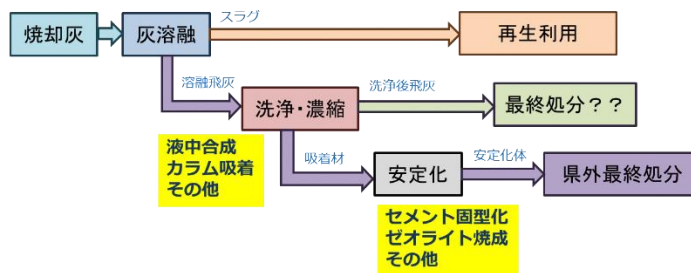 スラグ
焼却灰
灰溶融
再生利用
溶融飛灰
洗浄後飛灰
洗浄・濃縮
最終処分？？
液中合成
カラム吸着
その他
吸着材
安定化体
安定化
県外最終処分
セメント固型化
ゼオライト焼成
その他